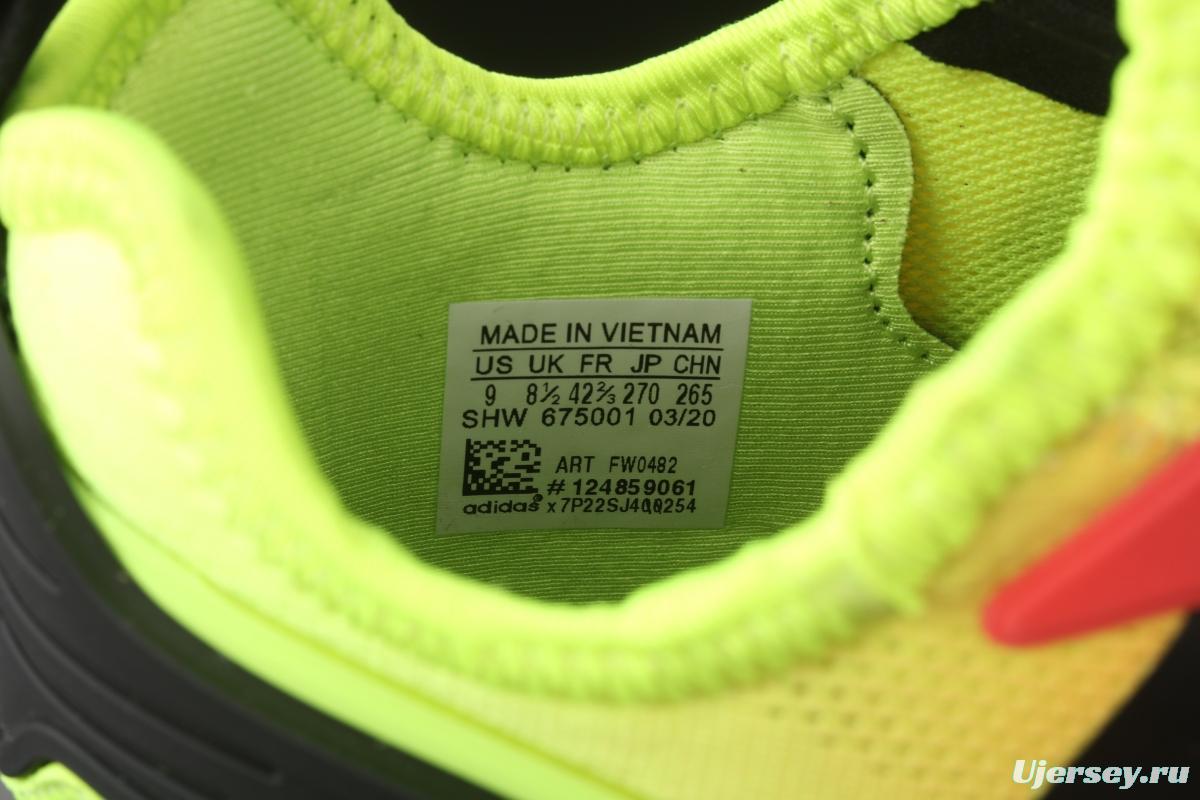 MADE IN VIETNAM
US UK FR JP CHN
9 8½ 42⅔ 270 265
SHW 675001 03/20
ART FW0482
# 124859061
adidas® x7P22SJ400254
Ujersey.ru